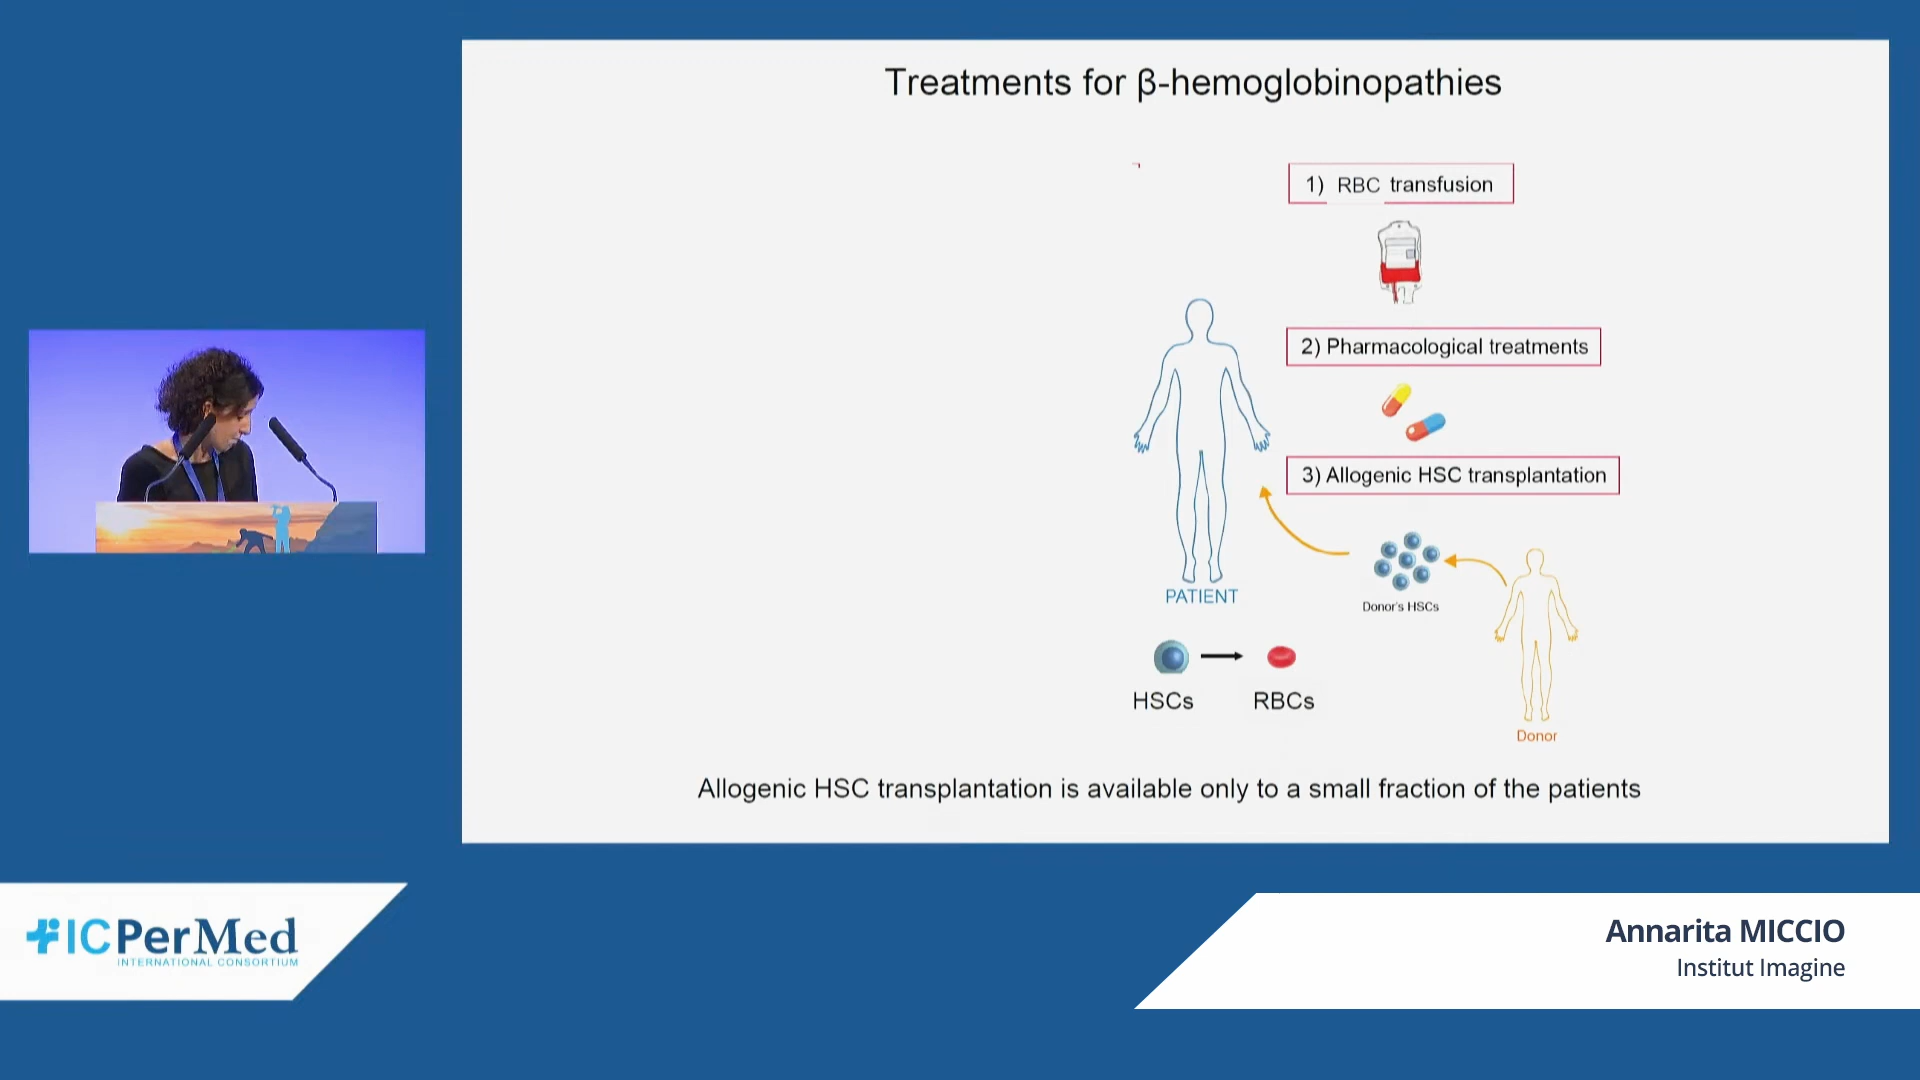 Treatments for β-hemoglobinopathies
1) RBC transfusion
2) Pharmacological treatments
3) Allogenic HSC transplantation
PATIENT
Donor's HSCs
HSCs
RBCs
Donor
Allogenic HSC transplantation is available only to a small fraction of the patients
ICPerMed
INTERNATIONAL CONSORTIUM
Annarita MICCIO
Institut Imagine